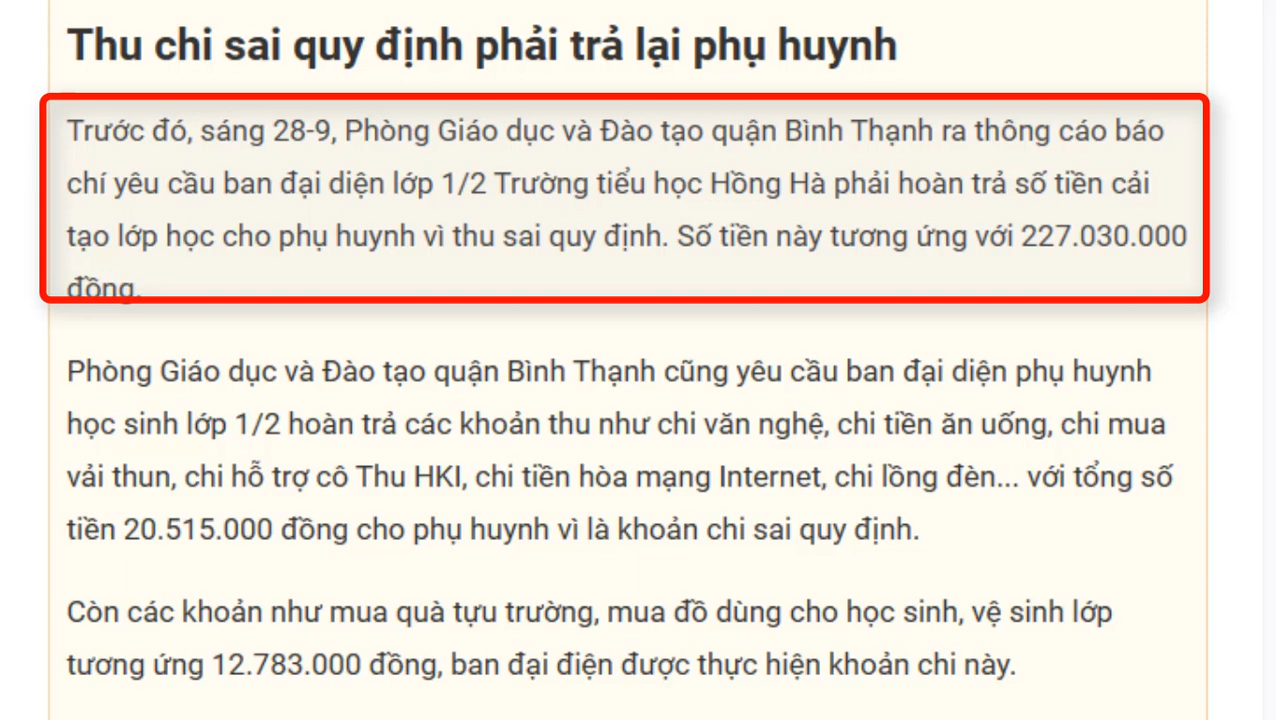 Thu chi sai quy định phải trả lại phụ huynh
Trước đó, sáng 28-9, Phòng Giáo dục và Đào tạo quận Bình Thạnh ra thông cáo báo
chí yêu cầu ban đại diện lớp 1/2 Trường tiểu học Hồng Hà phải hoàn trả số tiền cải
tạo lớp học cho phụ huynh vì thu sai quy định. Số tiền này tương ứng với 227.030.000
đồng.
Phòng Giáo dục và Đào tạo quận Bình Thạnh cũng yêu cầu ban đại diện phụ huynh
học sinh lớp 1/2 hoàn trả các khoản thu như chi văn nghệ, chi tiền ăn uống, chi mua
vải thun, chi hỗ trợ cô Thu HKI, chi tiền hòa mạng Internet, chi lồng đèn... với tổng số
tiền 20.515.000 đồng cho phụ huynh vì là khoản chi sai quy định.
Còn các khoản như mua quà tựu trường, mua đồ dùng cho học sinh, vệ sinh lớp
tương ứng 12.783.000 đồng, ban đại điện được thực hiện khoản chi này.